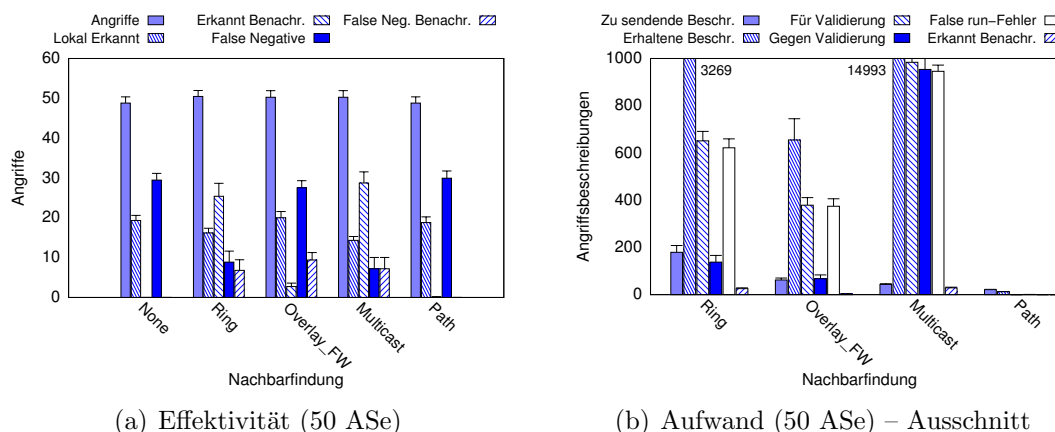 Angriffe Erkannt Benachr. False Neg. Benachr.
Lokal Erkannt False Negative
60
50
40
30
20
10
0
Angriffe
None Ring Overlay_FW Multicast Path
Nachbarfindung
(a) Effektivität (50 ASe)
Zu sendende Beschr. Für Validierung False run−Fehler
Erhaltene Beschr. Gegen Validierung Erkannt Benachr.
1000
800
600
400
200
0
Angriffsbeschreibungen
3269 14993
Ring Overlay_FW Multicast Path
Nachbarfindung
(b) Aufwand (50 ASe) – Ausschnitt